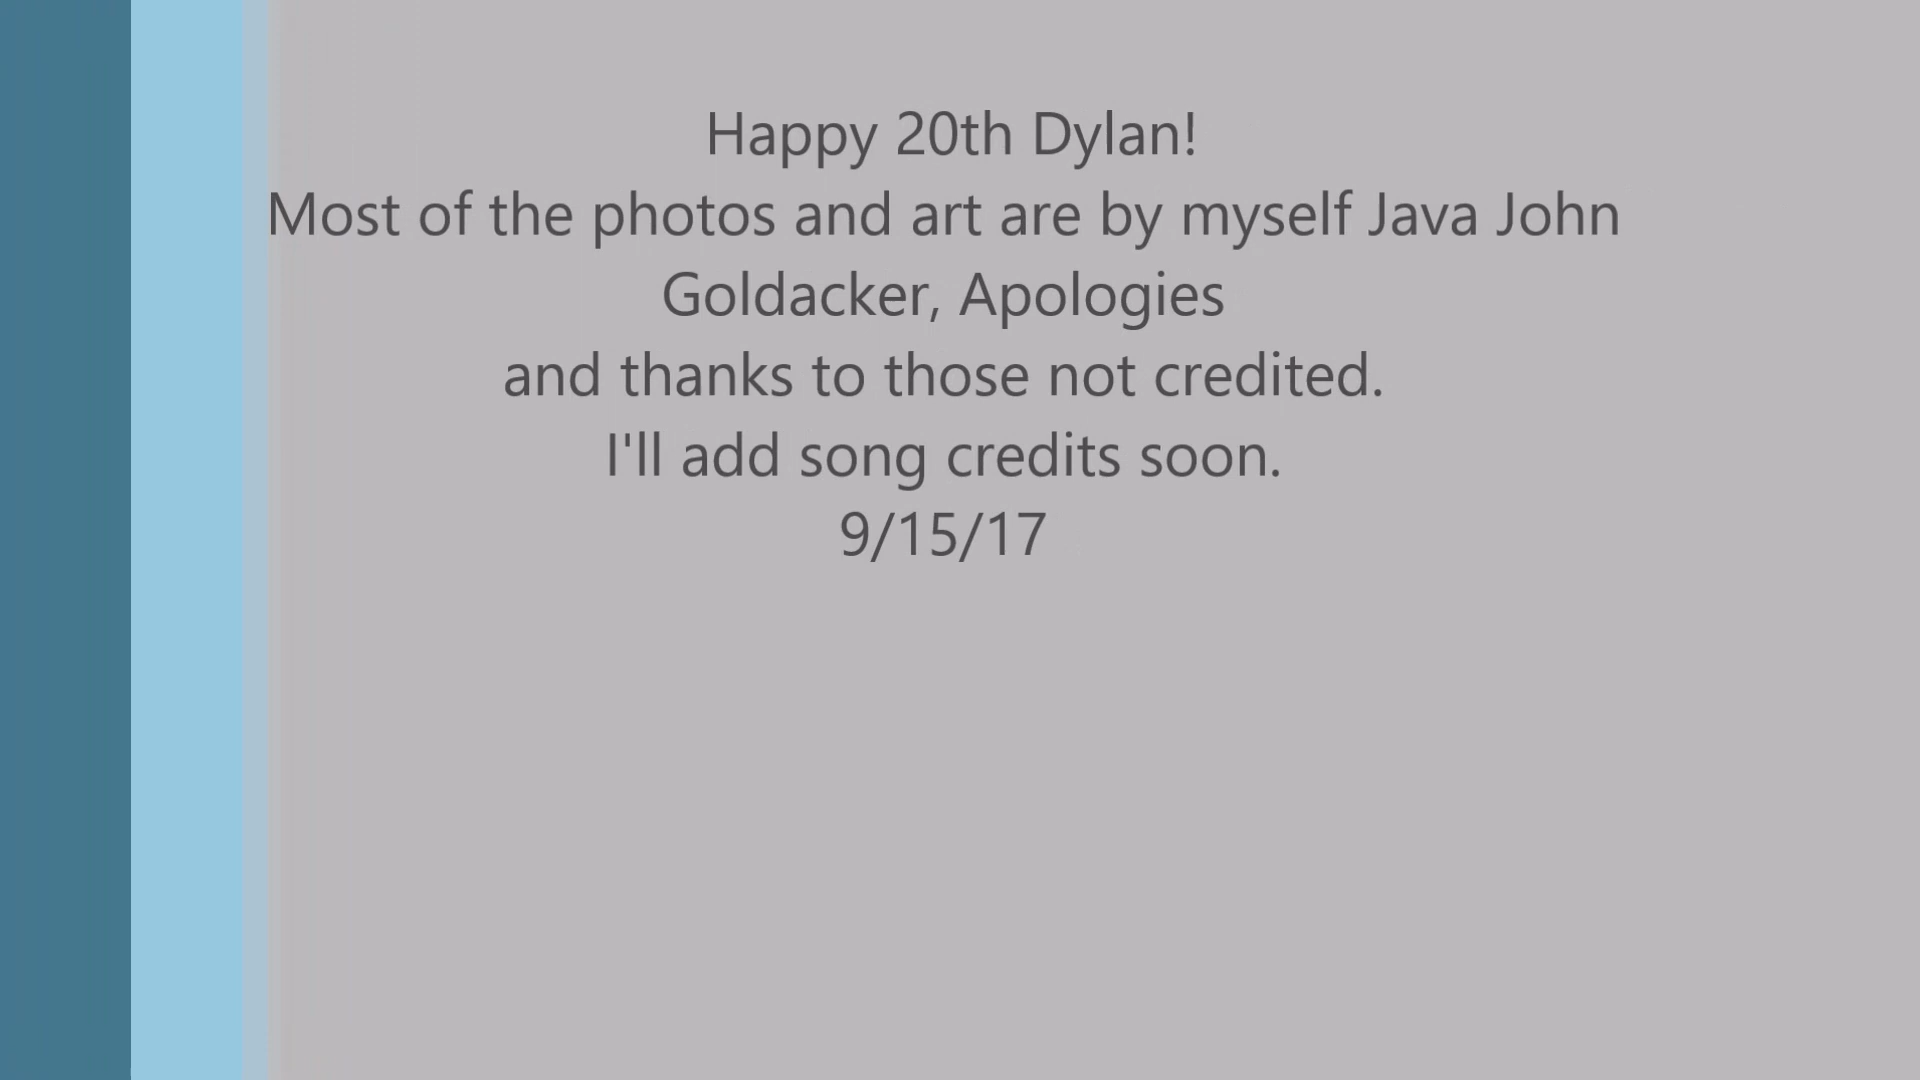 Happy 20th Dylan!
Most of the photos and art are by myself Java John
Goldacker, Apologies
and thanks to those not credited.
I'll add song credits soon.
9/15/17